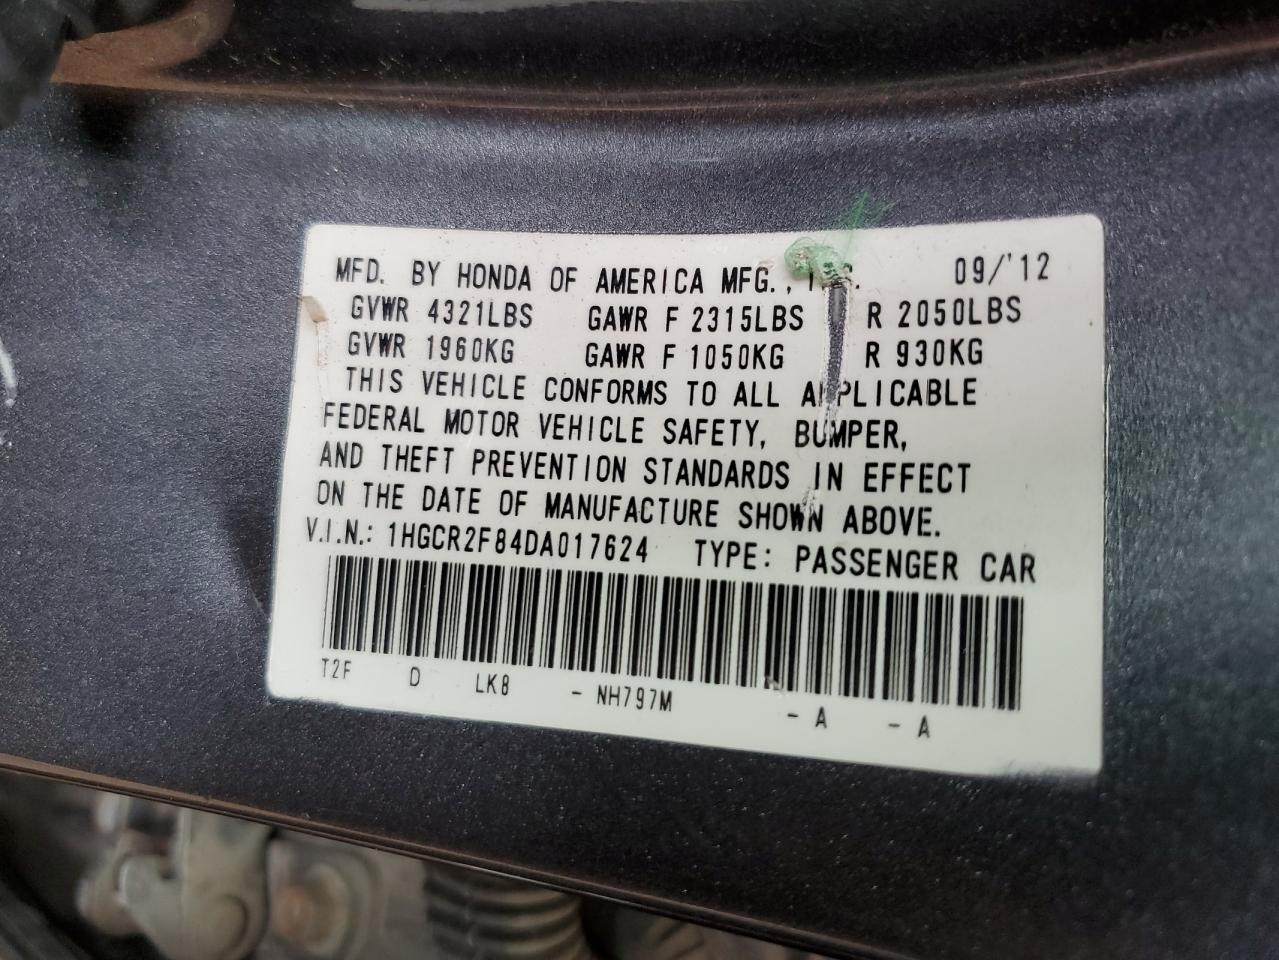 MFD. BY HONDA OF AMERICA MFG., 09/'12
GVWR 4321LBS GAWR F 2315LBS R 2050LBS
GVWR 1960KG GAWR F 1050KG R 930KG
THIS VEHICLE CONFORMS TO ALL APPLICABLE
FEDERAL MOTOR VEHICLE SAFETY, BUMPER,
AND THEFT PREVENTION STANDARDS IN EFFECT
ON THE DATE OF MANUFACTURE SHOWN ABOVE.
V.I.N.: 1HGCR2F84DA017624 TYPE: PASSENGER CAR
T2F D LK8 - NH797M - A - A